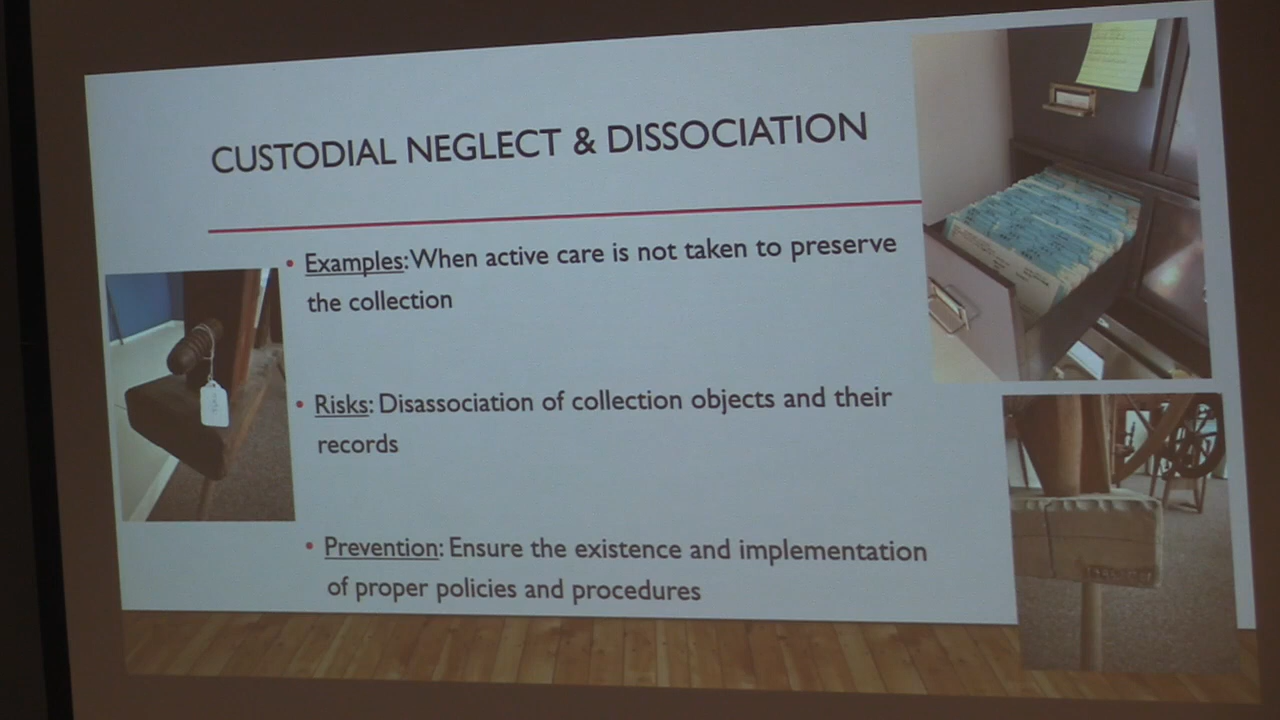 CUSTODIAL NEGLECT & DISSOCIATION
• Examples: When active care is not taken to preserve
the collection
• Risks: Disassociation of collection objects and their
records
• Prevention: Ensure the existence and implementation
of proper policies and procedures